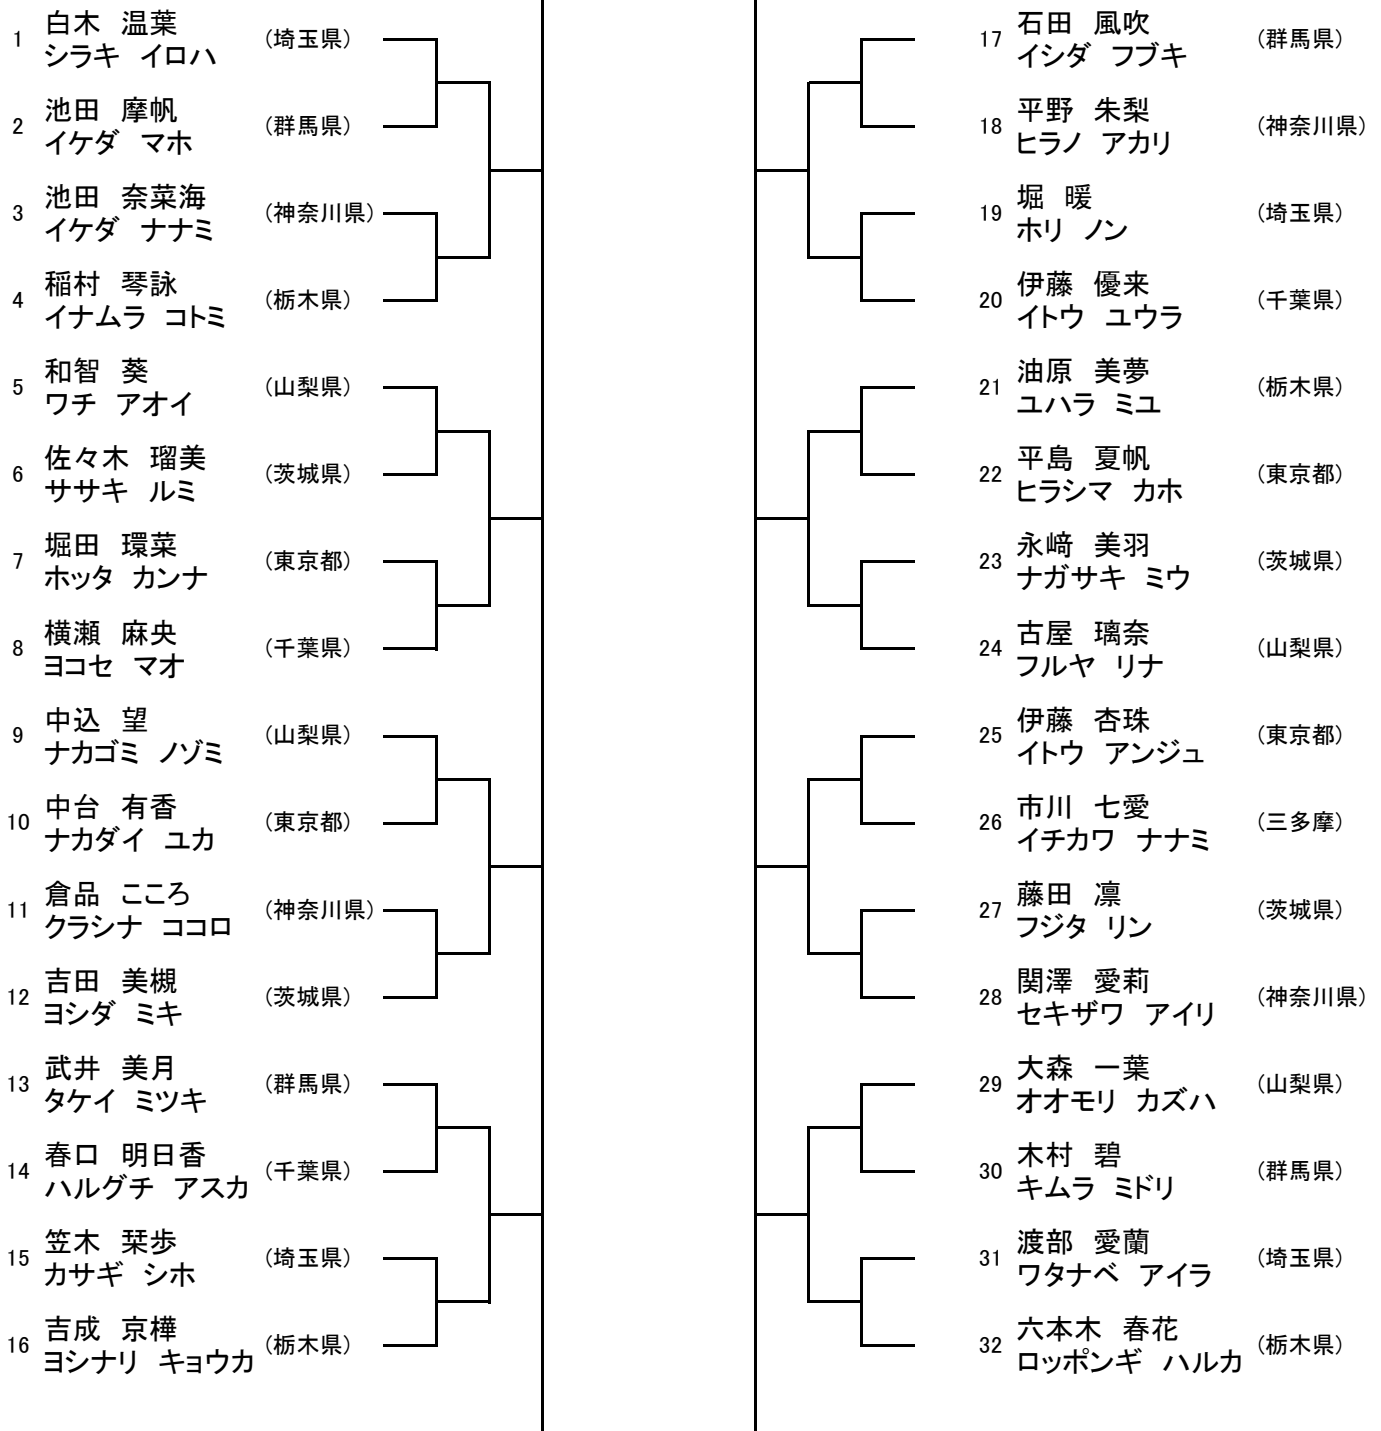 1 白木 温葉 (埼玉県)
シラキ イロハ
2 池田 摩帆 (群馬県)
イケダ マホ
3 池田 奈菜海 (神奈川県)
イケダ ナナミ
4 稲村 琴詠 (栃木県)
イナムラ コトミ
5 和智 葵 (山梨県)
ワチ アオイ
6 佐々木 瑠美 (茨城県)
ササキ ルミ
7 堀田 環菜 (東京都)
ホッタ カンナ
8 横瀬 麻央 (千葉県)
ヨコセ マオ
9 中込 望 (山梨県)
ナカゴミ ノゾミ
10 中台 有香 (東京都)
ナカダイ ユカ
11 倉品 こころ (神奈川県)
クラシナ ココロ
12 吉田 美槻 (茨城県)
ヨシダ ミキ
13 武井 美月 (群馬県)
タケイ ミツキ
14 春口 明日香 (千葉県)
ハルグチ アスカ
15 笠木 栞歩 (埼玉県)
カサギ シホ
16 吉成 京樺 (栃木県)
ヨシナリ キョウカ
17 石田 風吹 (群馬県)
イシダ フブキ
18 平野 朱梨 (神奈川県)
ヒラノ アカリ
19 堀 暖 (埼玉県)
ホリ ノン
20 伊藤 優来 (千葉県)
イトウ ユウラ
21 油原 美夢 (栃木県)
ユハラ ミユ
22 平島 夏帆 (東京都)
ヒラシマ カホ
23 永﨑 美羽 (茨城県)
ナガサキ ミウ
24 古屋 璃奈 (山梨県)
フルヤ リナ
25 伊藤 杏珠 (東京都)
イトウ アンジュ
26 市川 七愛 (三多摩)
イチカワ ナナミ
27 藤田 凛 (茨城県)
フジタ リン
28 関澤 愛莉 (神奈川県)
セキザワ アイリ
29 大森 一葉 (山梨県)
オオモリ カズハ
30 木村 碧 (群馬県)
キムラ ミドリ
31 渡部 愛蘭 (埼玉県)
ワタナベ アイラ
32 六本木 春花 (栃木県)
ロッポンギ ハルカ